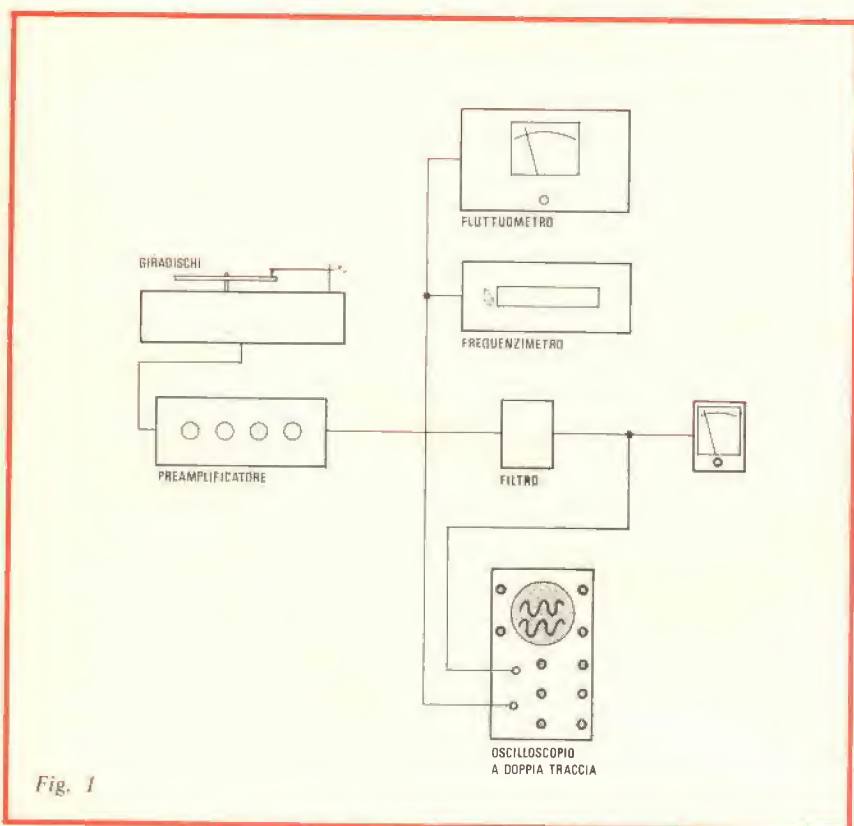 FLUTTUOMETRO
GIRADISCHI
FREQUENZIMETRO
PREAMPLIFICATORE
FILTRO
OSCILLOSCOPIO
A DOPPIA TRACCIA
Fig. 1